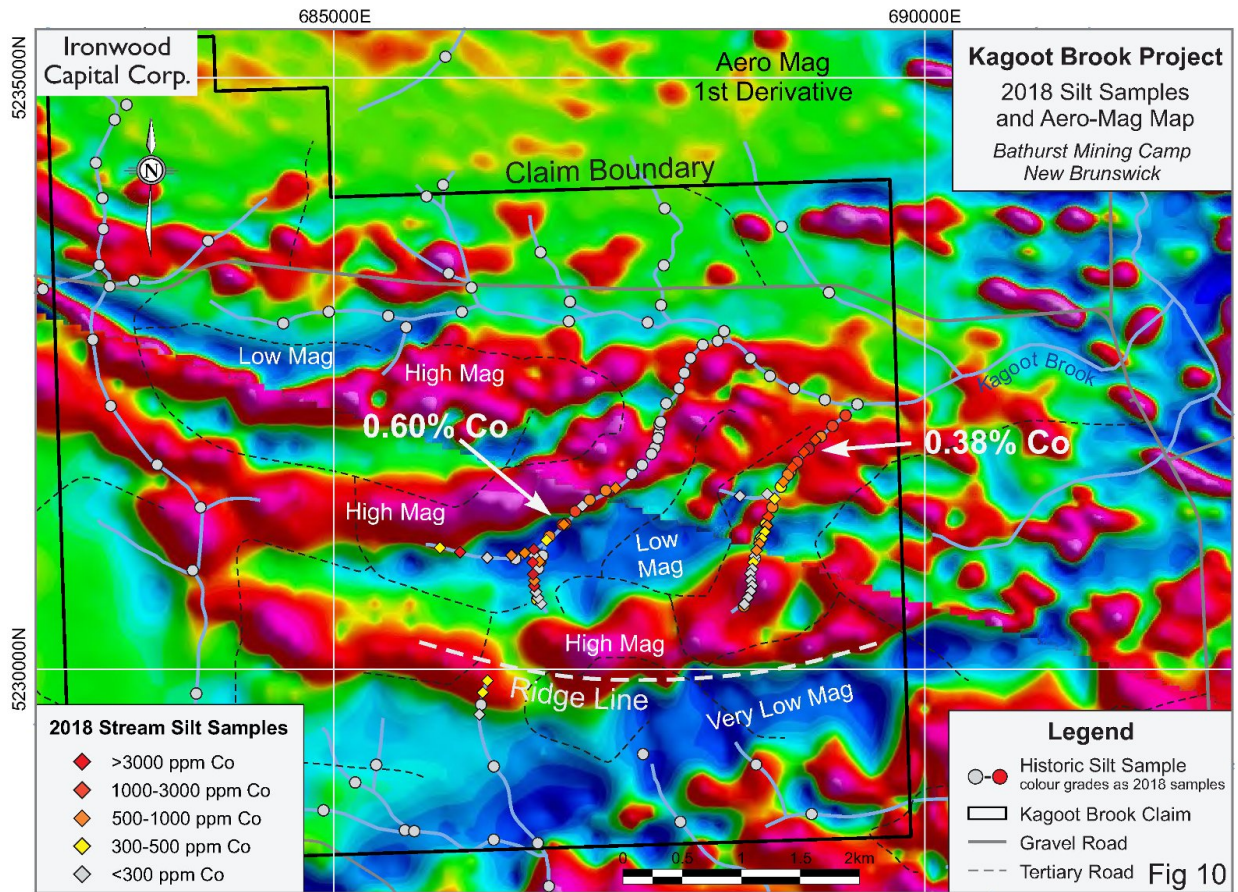 685000E
690000E
Ironwood
Capital Corp.
Aero Mag
1st Derivative
Kagoot Brook Project
2018 Silt Samples
and Aero-Mag Map
Bathurst Mining Camp
New Brunswick
5235000N
N
Claim Boundary
Low Mag
High Mag
Kagoot Brook
0.60% Co
0.38% Co
High Mag
Low
Mag
High Mag
5230000N
Ridge Line
Very Low Mag
2018 Stream Silt Samples
>3000 ppm Co
1000-3000 ppm Co
500-1000 ppm Co
300-500 ppm Co
<300 ppm Co
0 0.5 1 1.5 2km
Legend
Historic Silt Sample
colour grades as 2018 samples
Kagoot Brook Claim
Gravel Road
Tertiary Road
Fig 10